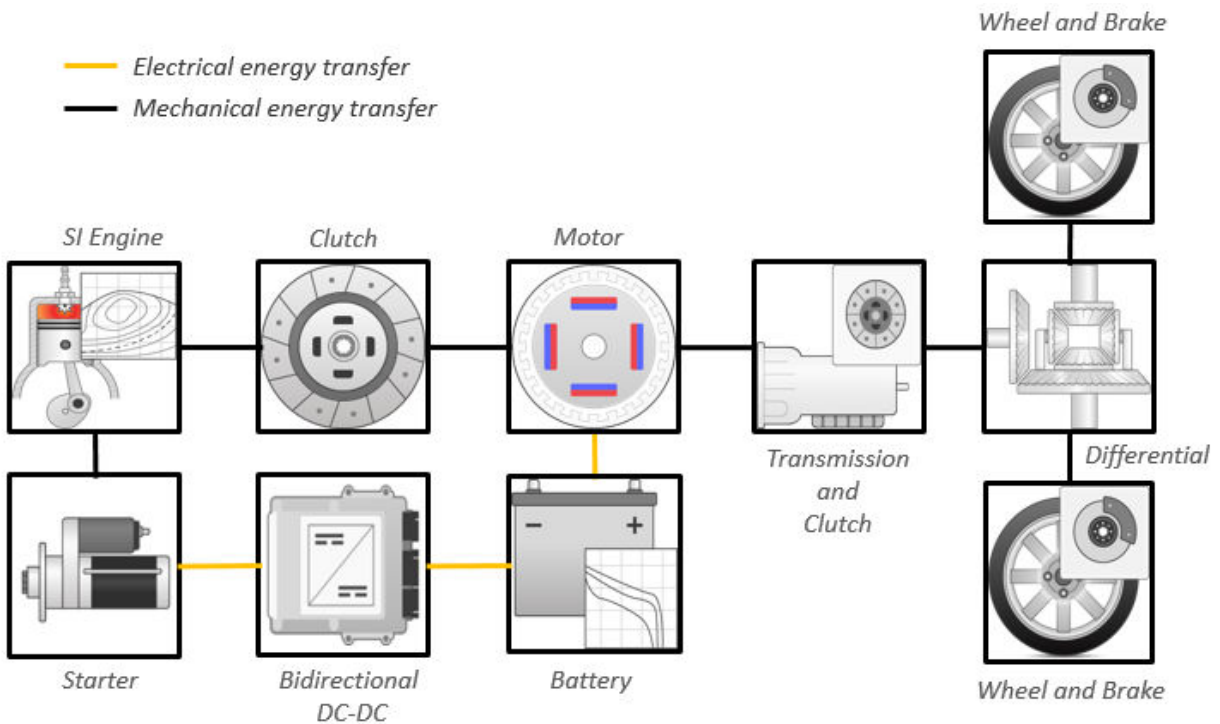 Wheel and Brake
Electrical energy transfer
Mechanical energy transfer
SI Engine
Clutch
Motor
Transmission
and
Clutch
Differential
Starter
Bidirectional
DC-DC
Battery
− +
Wheel and Brake